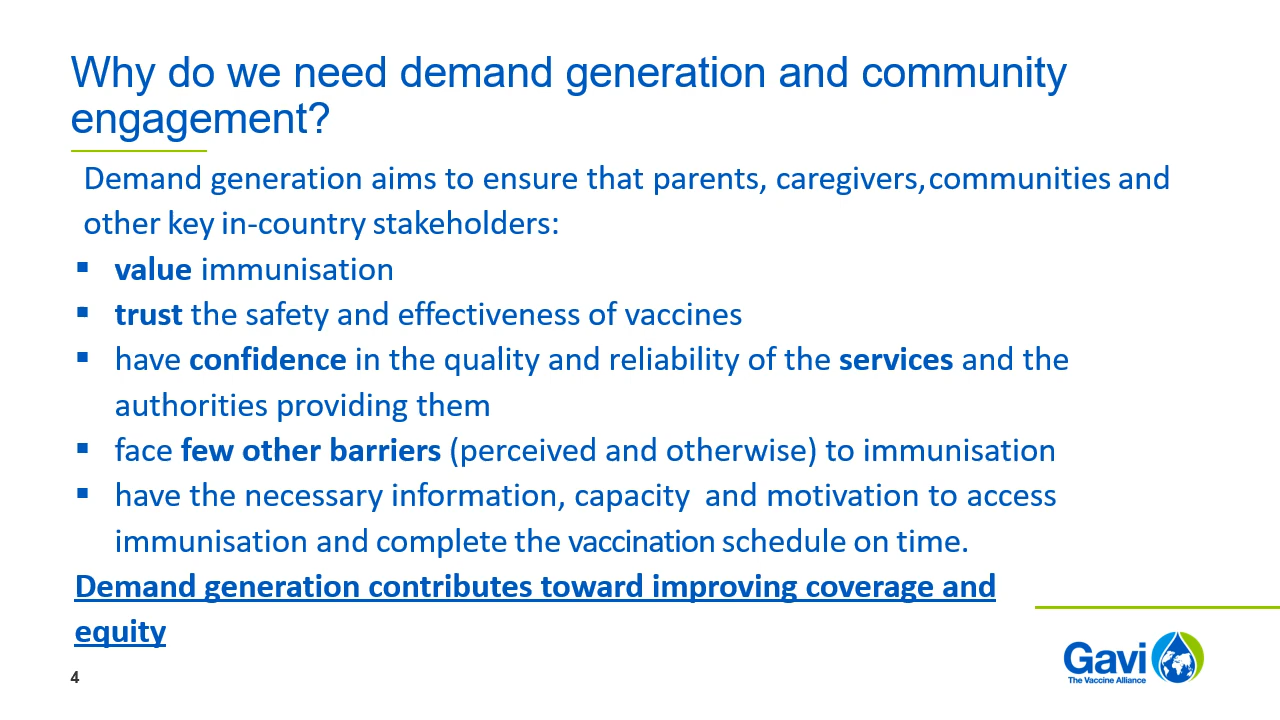 Why do we need demand generation and community
engagement?
Demand generation aims to ensure that parents, caregivers, communities and
other key in-country stakeholders:
▪ value immunisation
▪ trust the safety and effectiveness of vaccines
▪ have confidence in the quality and reliability of the services and the
authorities providing them
▪ face few other barriers (perceived and otherwise) to immunisation
▪ have the necessary information, capacity  and motivation to access
immunisation and complete the vaccination schedule on time.
Demand generation contributes toward improving coverage and
equity
4
Gavi
The Vaccine Alliance